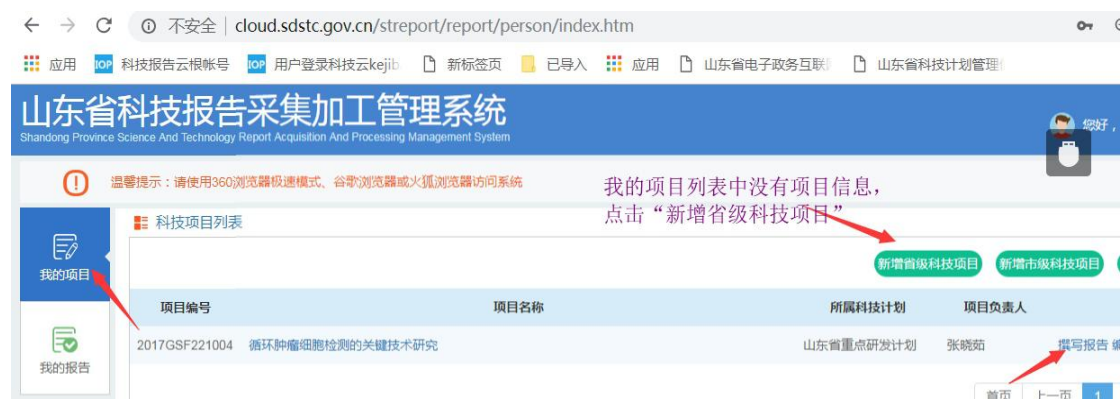 不安全 | cloud.sdstc.gov.cn/streport/report/person/index.htm
应用 IOP 科技报告云根帐号 IOP 用户登录科技云kejib 新标签页 已导入 应用 山东省电子政务互联 山东省科技计划管理
山东省科技报告采集加工管理系统
您好，
Shandong Province Science And Technology Report Acquisition And Processing Management System
温馨提示：请使用360浏览器极速模式、谷歌浏览器或火狐浏览器访问系统
我的项目列表中没有项目信息，
点击“新增省级科技项目”
科技项目列表
我的项目
新增省级科技项目 新增市级科技项目
项目编号 项目名称 所属科技计划 项目负责人
2017GSF221004 循环肿瘤细胞检测的关键技术研究 山东省重点研发计划 张晓茹 撰写报告
我的报告
首页 上一页 1